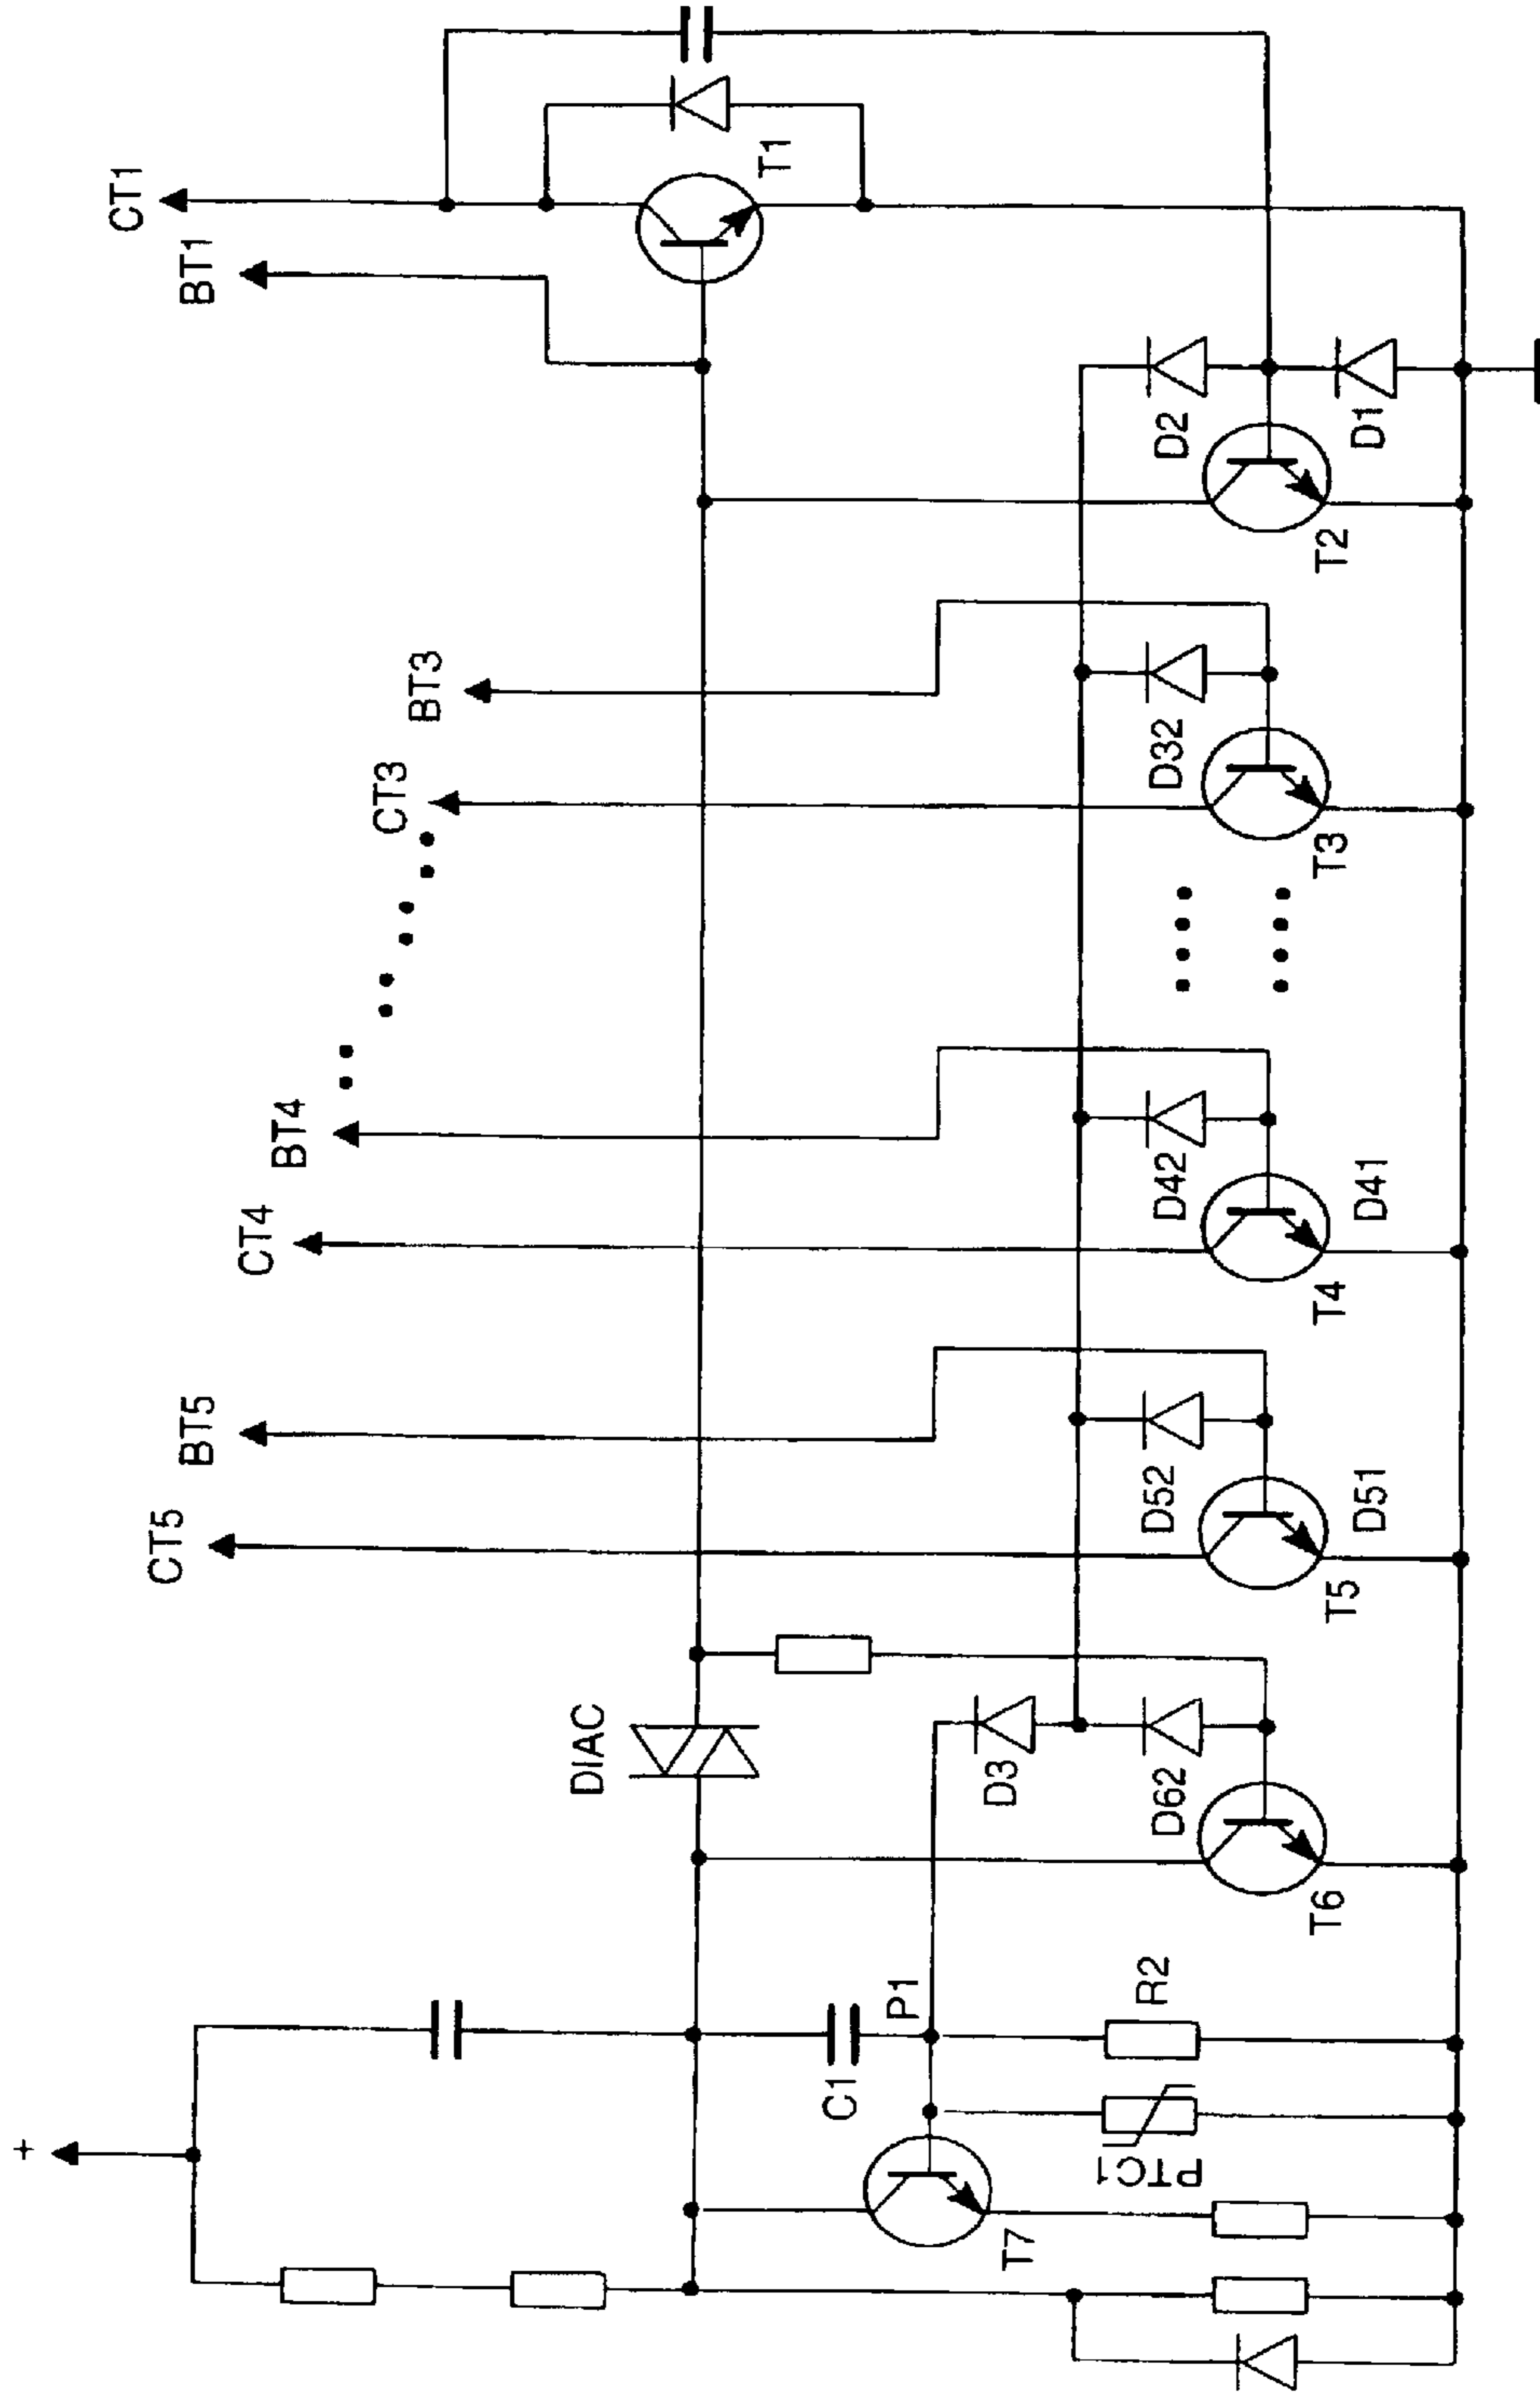 +
CT5
BT5
CT4
BT4
CT3
BT3
BT1
CT1
DIAC
T1
C1
P1
D3
T7
PTC1
R2
D62
T6
D52
D51
T5
D42
D41
T4
D32
T3
D2
D1
T2